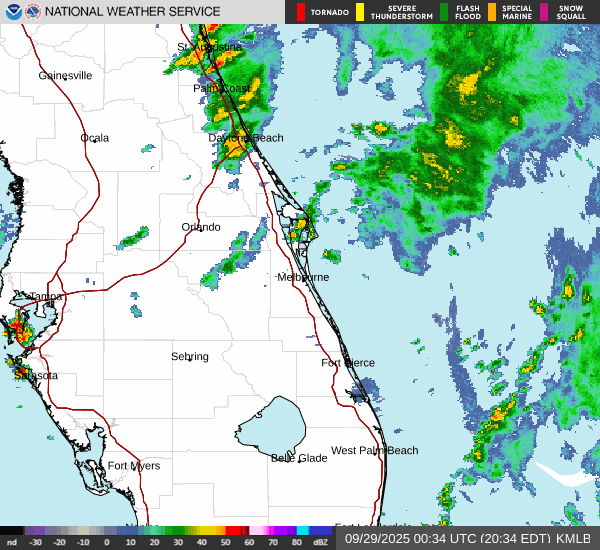 NATIONAL WEATHER SERVICE
TORNADO
SEVERE THUNDERSTORM
FLASH FLOOD
SPECIAL MARINE
SNOW SQUALL
St. Augustine
Gainesville
Palm Coast
Ocala
Daytona Beach
Orlando
Melbourne
Tampa
Sebring
Fort Pierce
Sarasota
West Palm Beach
Belle Glade
Fort Myers
nd -30 -20 -10 0 10 20 30 40 50 60 70 80 dBZ
09/29/2025 00:34 UTC (20:34 EDT) KMLB